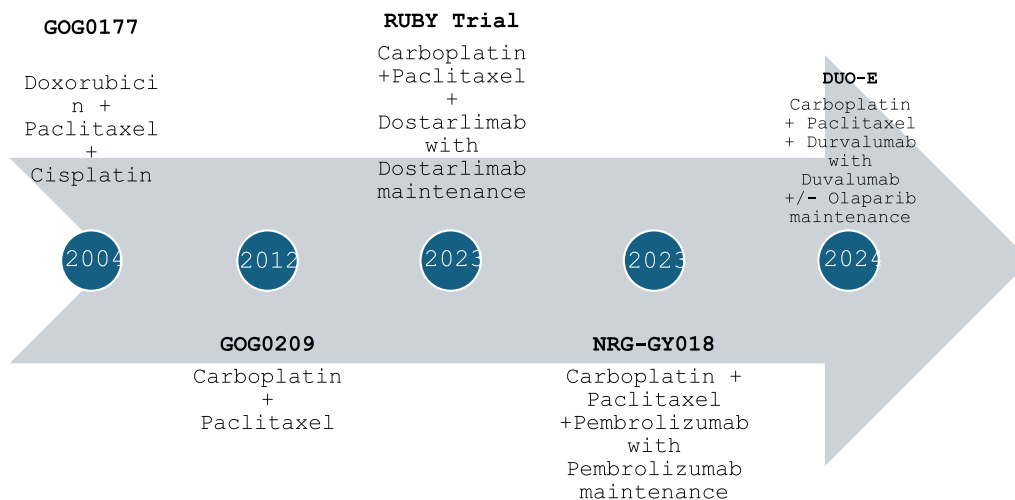 GOG0177
Doxorubici
n +
Paclitaxel
+
Cisplatin
2004
GOG0209
Carboplatin
+
Paclitaxel
2012
RUBY Trial
Carboplatin
+Paclitaxel
+
Dostarlimab
with
Dostarlimab
maintenance
2023
NRG-GY018
Carboplatin +
Paclitaxel
+Pembrolizumab
with
Pembrolizumab
maintenance
2023
DUO-E
Carboplatin
+ Paclitaxel
+ Durvalumab
with
Duvalumab
+/- Olaparib
maintenance
2024